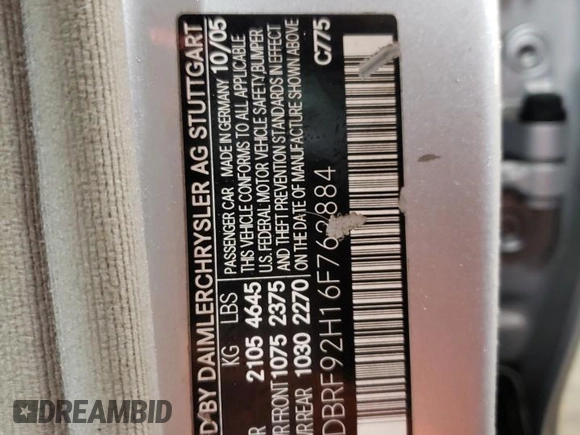 D BY DAIMLERCHRYSLER AG STUTTGART
KG LBS PASSENGER CAR MADE IN GERMANY 10/05
THIS VEHICLE CONFORMS TO ALL APPLICABLE
U.S. FEDERAL MOTOR VEHICLE SAFETY, BUMPER
AND THEFT PREVENTION STANDARDS IN EFFECT
ON THE DATE OF MANUFACTURE SHOWN ABOVE
R 2105 4645
R FRONT 1075 2375
R REAR 1030 2270
C775
DREAMBID